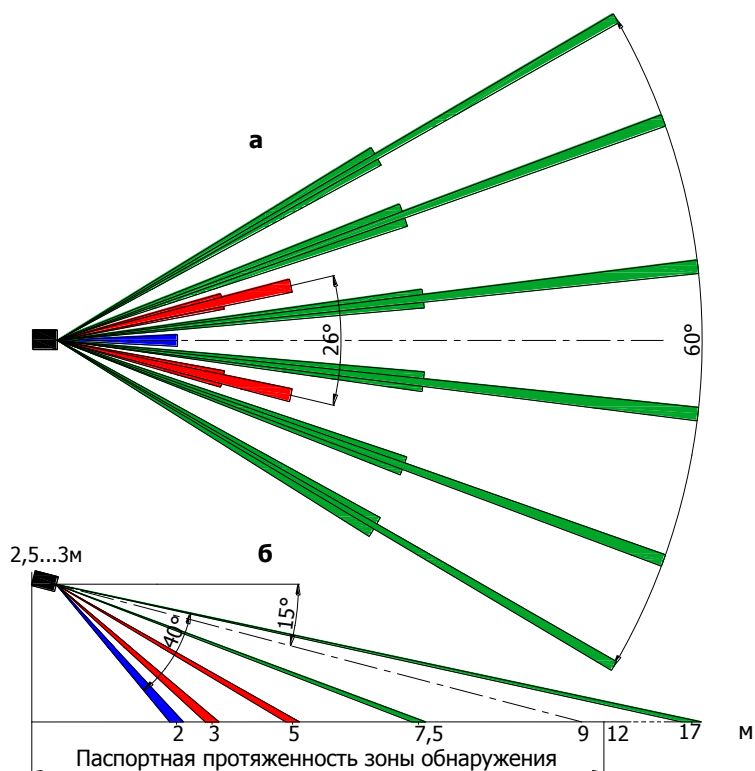 а
26°
60°
2,5...3м
б
40°
15°
2 3 5 7,5 9 12 17 м
Паспортная протяженность зоны обнаружения